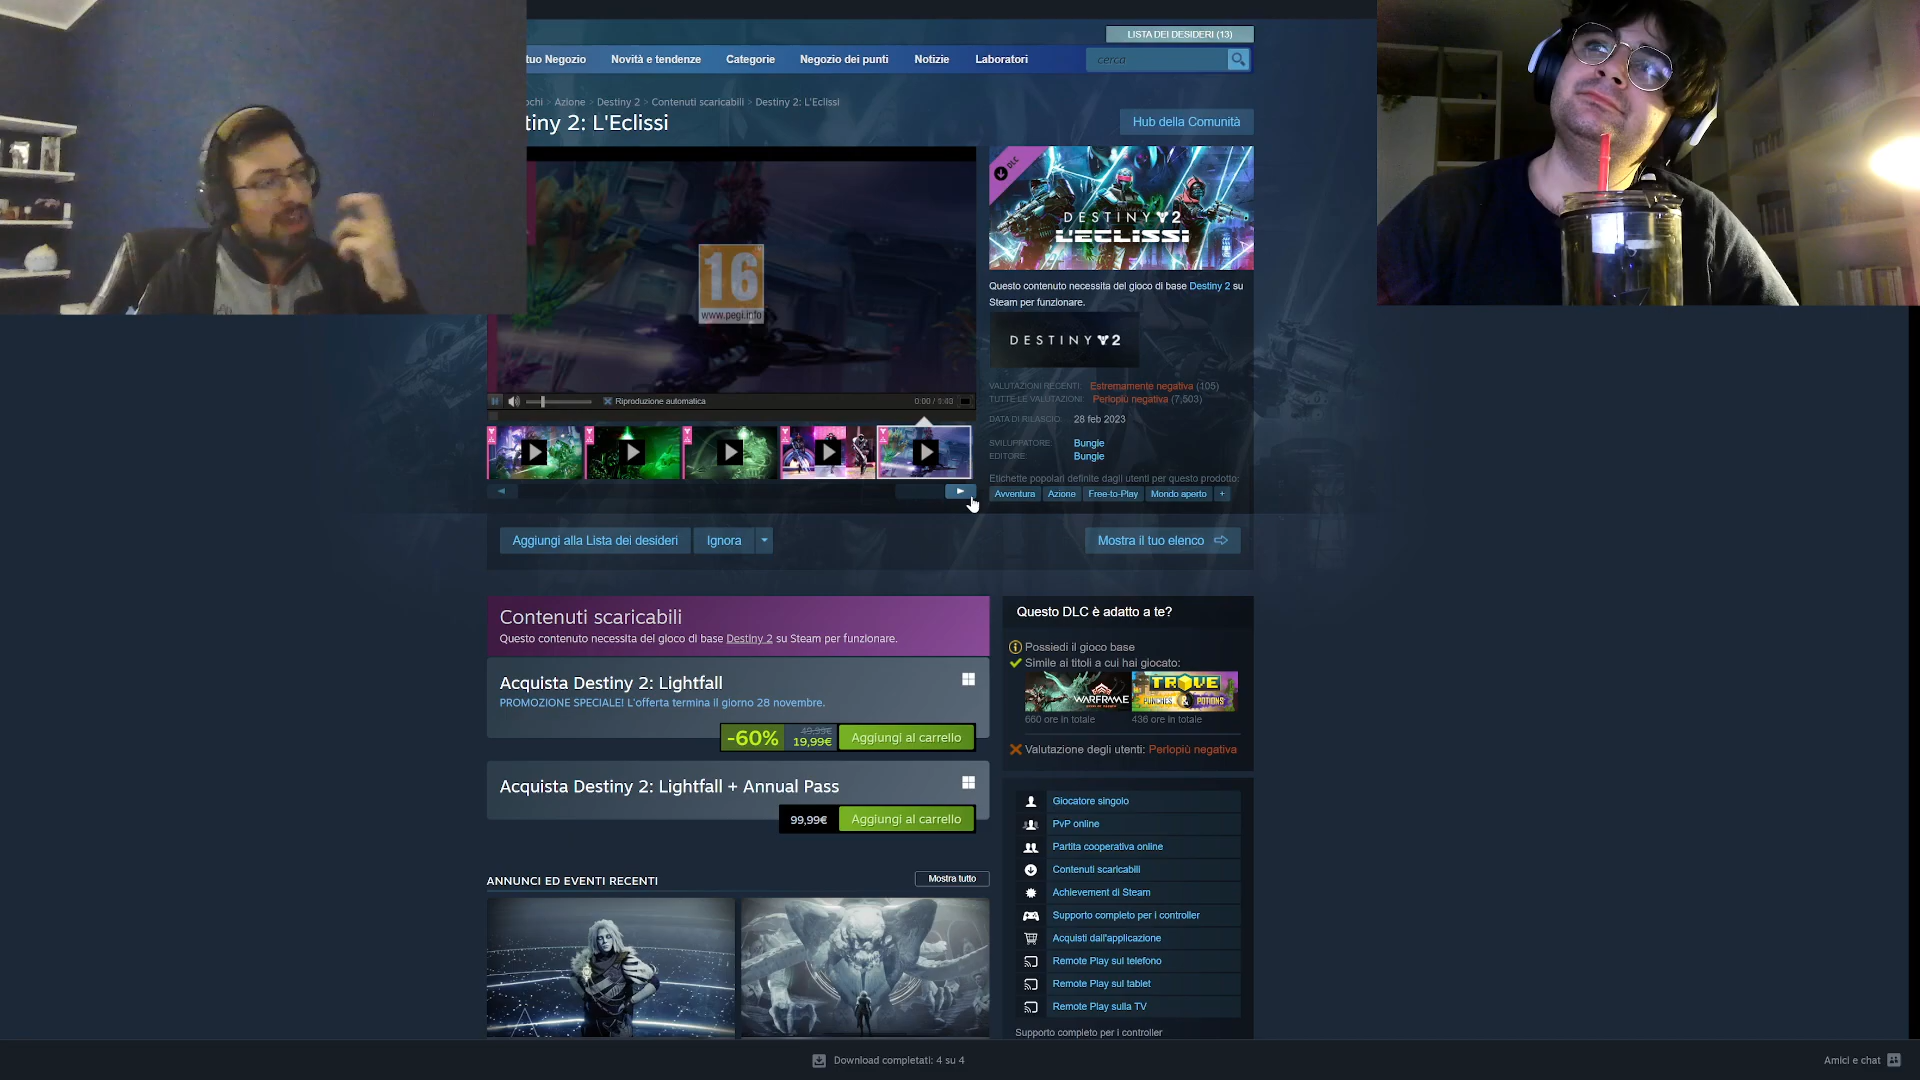 LISTA DEI DESIDERI (13)
tuo Negozio
Novità e tendenze
Categorie
Negozio dei punti
Notizie
Laboratori
cerca
ochi > Azione > Destiny 2 > Contenuti scaricabili > Destiny 2: L'Eclissi
tiny 2: L'Eclissi
Hub della Comunità
16
www.pegi.info
Riproduzione automatica
0:00 / 1:40
DLC
DESTINY 2
L'ECLISSI
Questo contenuto necessita del gioco di base Destiny 2 su
Steam per funzionare.
DESTINY 2
VALUTAZIONI RECENTI: Estremamente negativa (105)
TUTTE LE VALUTAZIONI: Perlopiù negativa (7,503)
DATA DI RILASCIO: 28 feb 2023
SVILUPPATORE: Bungie
EDITORE: Bungie
Etichette popolari definite dagli utenti per questo prodotto:
Avventura
Azione
Free-to-Play
Mondo aperto
+
Aggiungi alla Lista dei desideri
Ignora
Mostra il tuo elenco
Contenuti scaricabili
Questo contenuto necessita del gioco di base Destiny 2 su Steam per funzionare.
Acquista Destiny 2: Lightfall
PROMOZIONE SPECIALE! L'offerta termina il giorno 28 novembre.
-60%
49,99€
19,99€
Aggiungi al carrello
Acquista Destiny 2: Lightfall + Annual Pass
99,99€
Aggiungi al carrello
ANNUNCI ED EVENTI RECENTI
Mostra tutto
Questo DLC è adatto a te?
Possiedi il gioco base
Simile ai titoli a cui hai giocato:
WARFRAME
TROVE
PUNCHES & POTIONS
660 ore in totale
436 ore in totale
Valutazione degli utenti: Perlopiù negativa
Giocatore singolo
PvP online
Partita cooperativa online
Contenuti scaricabili
Achievement di Steam
Supporto completo per i controller
Acquisti dall'applicazione
Remote Play sul telefono
Remote Play sul tablet
Remote Play sulla TV
Supporto completo per i controller
Download completati: 4 su 4
Amici e chat